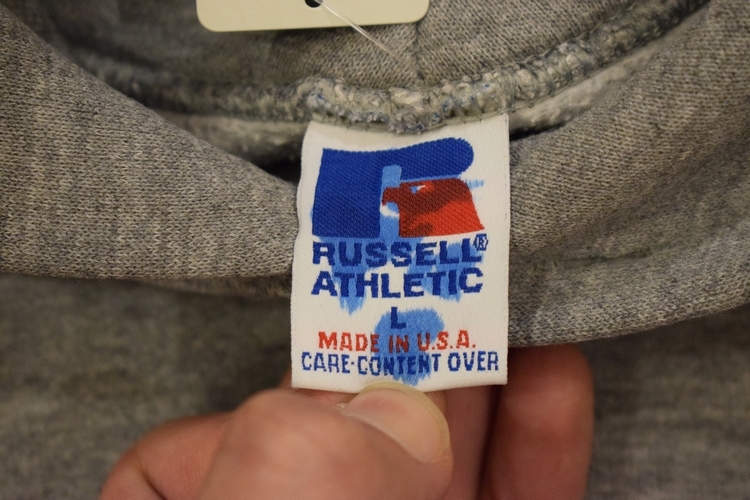 RUSSELL®
ATHLETIC
L
MADE IN U.S.A.
CARE-CONTENT OVER